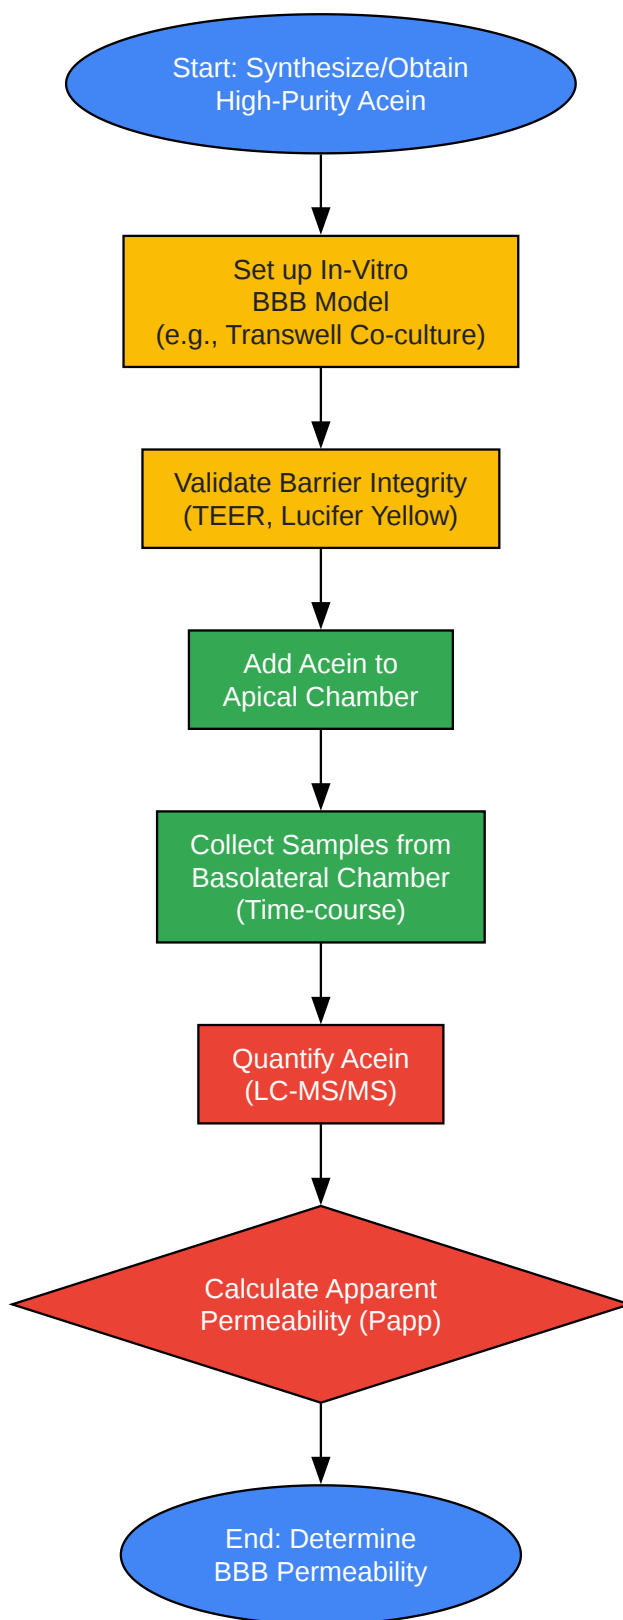 Start: Synthesize/Obtain
High-Purity Acein
Set up In-Vitro
BBB Model
(e.g., Transwell Co-culture)
Validate Barrier Integrity
(TEER, Lucifer Yellow)
Add Acein to
Apical Chamber
Collect Samples from
Basolateral Chamber
(Time-course)
Quantify Acein
(LC-MS/MS)
Calculate Apparent
Permeability (Papp)
End: Determine
BBB Permeability